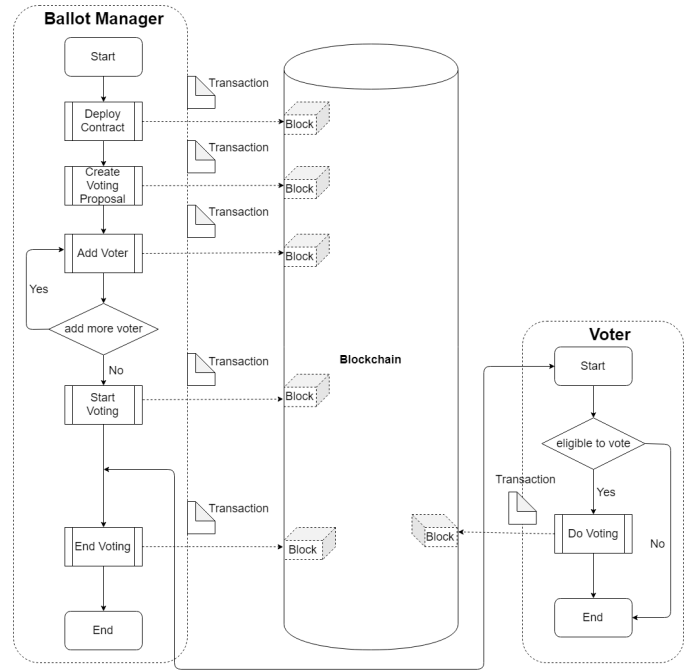 Ballot Manager
Start
Transaction
Deploy
Contract
Block
Transaction
Create
Voting
Proposal
Block
Transaction
Add Voter
Block
Yes
add more voter
No
Transaction
Start
Voting
Block
Blockchain
Transaction
End Voting
Block
End
Voter
Start
eligible to vote
Transaction
Yes
Block
Do Voting
No
End